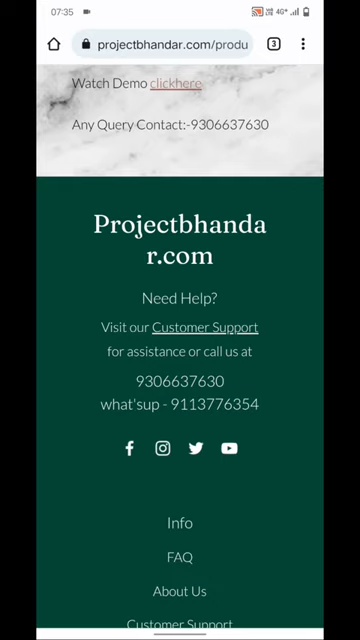 07:35
4G+
projectbhandar.com/produ
3
Watch Demo clickhere
Any Query Contact:-9306637630
Projectbhanda
r.com
Need Help?
Visit our Customer Support
for assistance or call us at
9306637630
what'sup - 9113776354
Info
FAQ
About Us
Customer Support